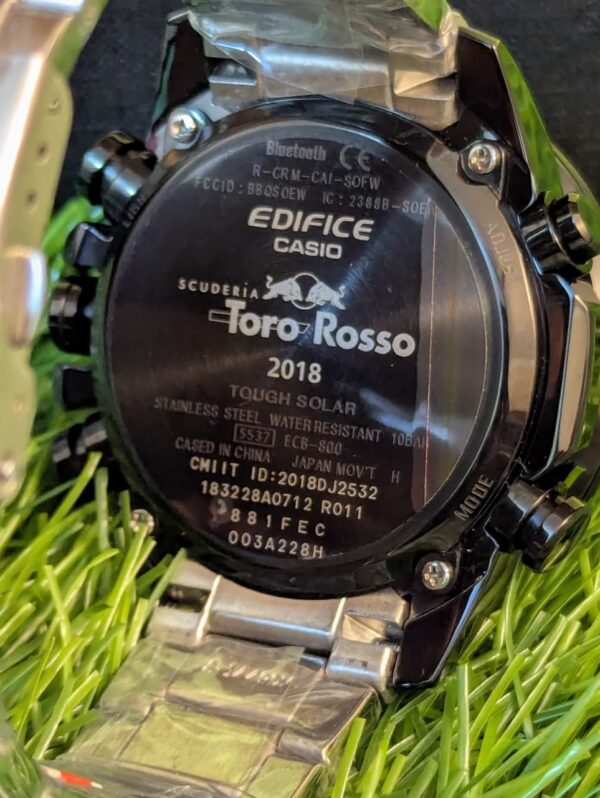 Bluetooth CE
R-CRM-CAI-SOFW
FCCID: BBQSOEW IC: 2388B-SOE
EDIFICE
CASIO
SCUDERIA
Toro Rosso
2018
TOUGH SOLAR
STAINLESS STEEL WATER RESISTANT 10BAR
5537 ECB-800
CASED IN CHINA JAPAN MOV'T H
CMIIT ID:2018DJ2532
183228A0712 R011
881FEC
003A228H
ADJUS
MODE